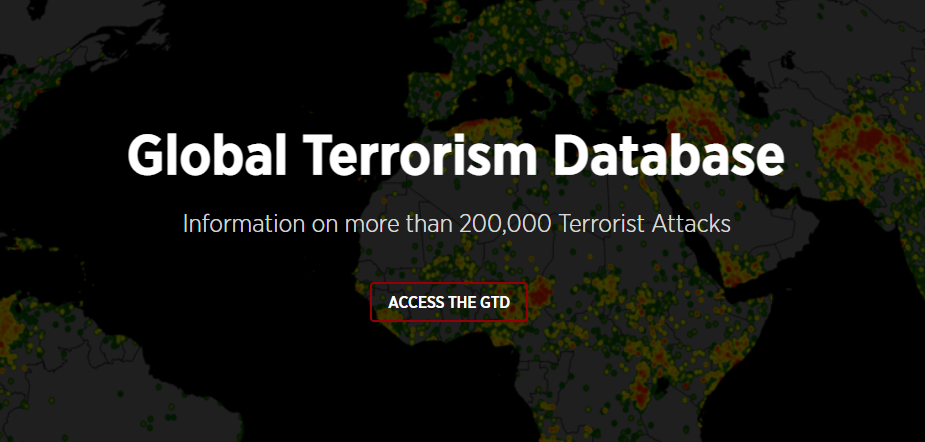 Global Terrorism Database
Information on more than 200,000 Terrorist Attacks
ACCESS THE GTD